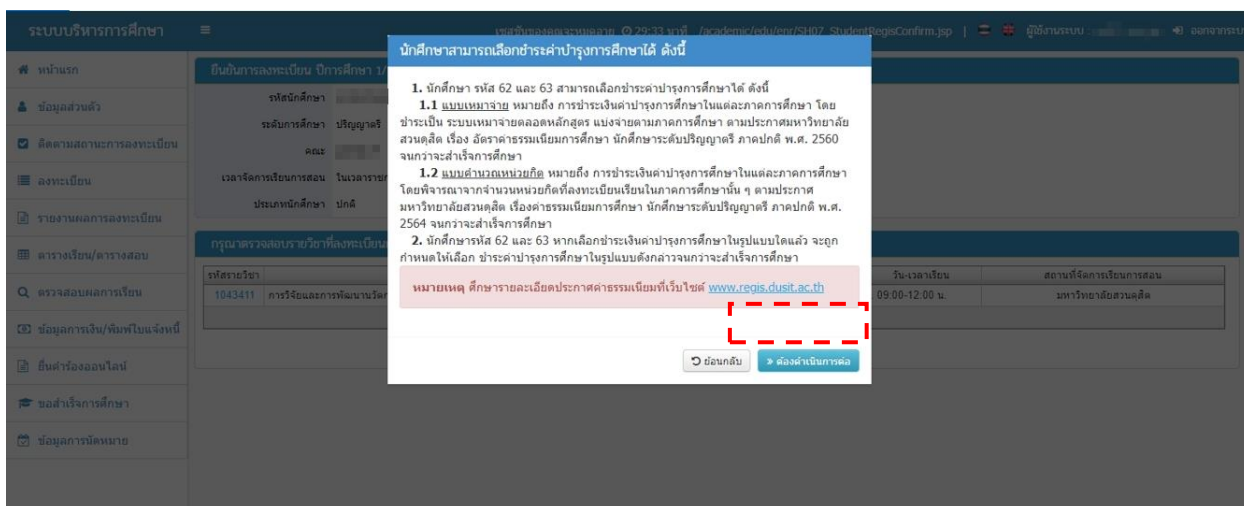 ระบบบริหารการศึกษา
เซสชันของคุณจะหมดอายุ 29:33 นาที /academic/edu/enr/SH07_StudentRegisConfirm.jsp |
ผู้ใช้งานระบบ
ออกจากระบบ
หน้าแรก
ข้อมูลส่วนตัว
ติดตามสถานะการลงทะเบียน
ลงทะเบียน
รายงานผลการลงทะเบียน
ตารางเรียน/ตารางสอบ
ตรวจสอบผลการเรียน
ข้อมูลการเงิน/พิมพ์ใบแจ้งหนี้
ยื่นคำร้องออนไลน์
ขอสำเร็จการศึกษา
ข้อมูลการนัดหมาย
ยืนยันการลงทะเบียน ปีการศึกษา 1/
รหัสนักศึกษา
ระดับการศึกษา ปริญญาตรี
คณะ
เวลาจัดการเรียนการสอน ในเวลาราชก
ประเภทนักศึกษา ปกติ
กรุณาตรวจสอบรายวิชาที่ลงทะเบียน
รหัสรายวิชา
วัน-เวลาเรียน
สถานที่จัดการเรียนการสอน
1043411 การวิจัยและการพัฒนานวัตก
09:00-12:00 น.
มหาวิทยาลัยสวนดุสิต
นักศึกษาสามารถเลือกชำระค่าบำรุงการศึกษาได้ ดังนี้
1. นักศึกษา รหัส 62 และ 63 สามารถเลือกชำระค่าบำรุงการศึกษาได้ ดังนี้
1.1 แบบเหมาจ่าย หมายถึง การชำระเงินค่าบำรุงการศึกษาในแต่ละภาคการศึกษา โดย
ชำระเป็น ระบบเหมาจ่ายตลอดหลักสูตร แบ่งจ่ายตามภาคการศึกษา ตามประกาศมหาวิทยาลัย
สวนดุสิต เรื่อง อัตราค่าธรรมเนียมการศึกษา นักศึกษาระดับปริญญาตรี ภาคปกติ พ.ศ. 2560
จนกว่าจะสำเร็จการศึกษา
1.2 แบบคำนวณหน่วยกิต หมายถึง การชำระค่าบำรุงการศึกษาในแต่ละภาคการศึกษา
โดยพิจารณาจากจำนวนหน่วยกิตที่ลงทะเบียนเรียนในภาคการศึกษานั้น ๆ ตามประกาศ
มหาวิทยาลัยสวนดุสิต เรื่องค่าธรรมเนียมการศึกษา นักศึกษาระดับปริญญาตรี ภาคปกติ พ.ศ.
2564 จนกว่าจะสำเร็จการศึกษา
2. นักศึกษารหัส 62 และ 63 หากเลือกชำระเงินค่าบำรุงการศึกษาในรูปแบบใดแล้ว จะถูก
กำหนดให้เลือก ชำระค่าบำรุงการศึกษาในรูปแบบดังกล่าวจนกว่าจะสำเร็จการศึกษา
หมายเหตุ ศึกษารายละเอียดประกาศค่าธรรมเนียมที่เว็บไซต์ www.regis.dusit.ac.th
ย้อนกลับ
» ต้องดำเนินการต่อ